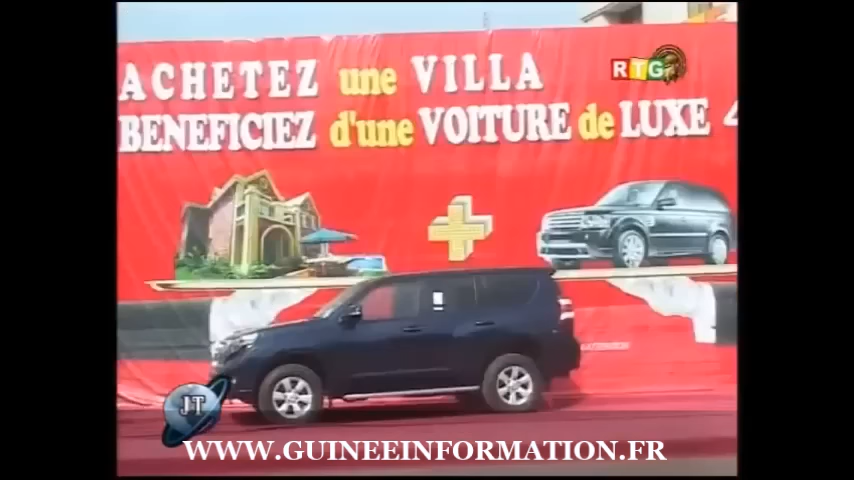 ACHETEZ une VILLA
RTG
BENEFICIEZ d'une VOITURE de LUXE
JT
WWW.GUINEEINFORMATION.FR